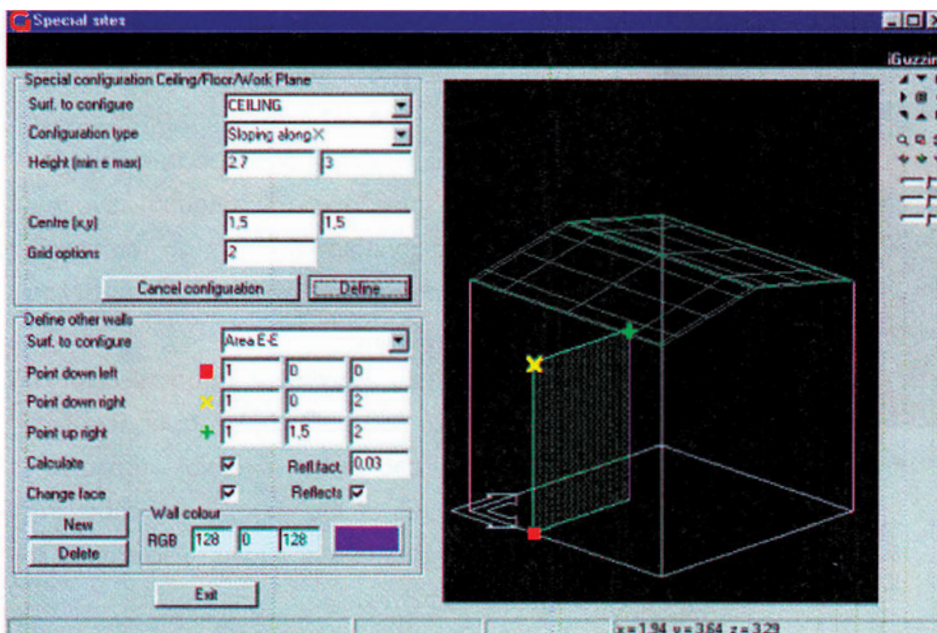 Special sites
iGuzzini
Special configuration Ceiling/Floor/Work Plane
Surf. to configure CEILING
Configuration type Sloping along X
Height (min e max) 2,7 3
Centre (x,y) 1,5 1,5
Grid options 2
Cancel configuration Define
Define other walls
Surf. to configure Area E-E
Point down left 1 0 0
Point down right 1 0 2
Point up right 1 1,5 2
Calculate Refl.fact. 0,03
Change face Reflects
New
Delete
Wall colour
RGB 128 0 128
Exit
x = 1.94 y = 3.64 z = 3.29